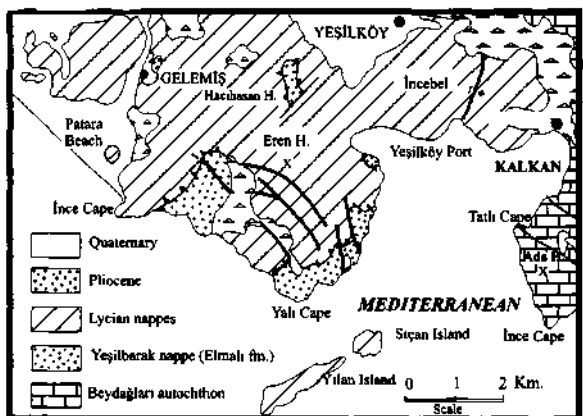 YEŞİLKÖY
GELEMİŞ
Hacıhasan H.
İncebel
Patara
Beach
Eren H.
X
Yeşilköy Port
KALKAN
İnce Cape
Tatlı Cape
Ada H.
X
Quaternary
Pliocene
Yalı Cape
MEDITERRANEAN
İnce Cape
Lycian nappes
Sıçan Island
Yeşilbarak nappe (Elmalı fm.)
Yılan Island
0 1 2 Km.
Scale
Beydağları autochthon